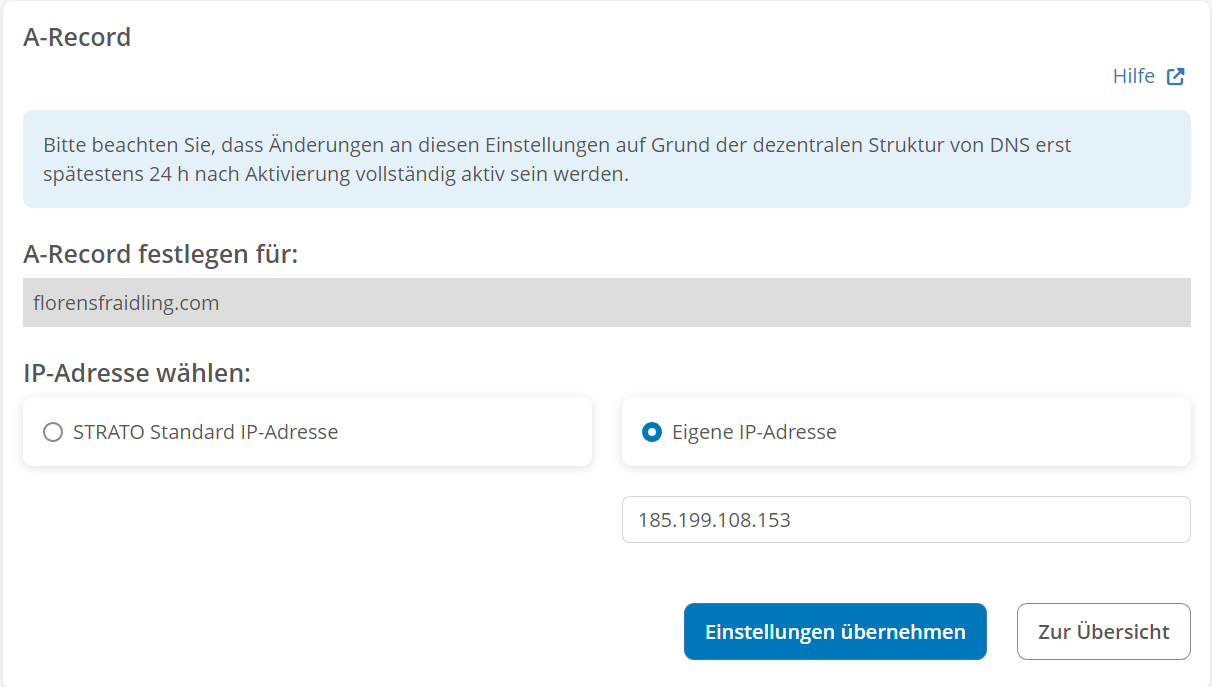 A-Record
Hilfe
Bitte beachten Sie, dass Änderungen an diesen Einstellungen auf Grund der dezentralen Struktur von DNS erst
spätestens 24 h nach Aktivierung vollständig aktiv sein werden.
A-Record festlegen für:
florensfraidling.com
IP-Adresse wählen:
STRATO Standard IP-Adresse
Eigene IP-Adresse
185.199.108.153
Einstellungen übernehmen
Zur Übersicht